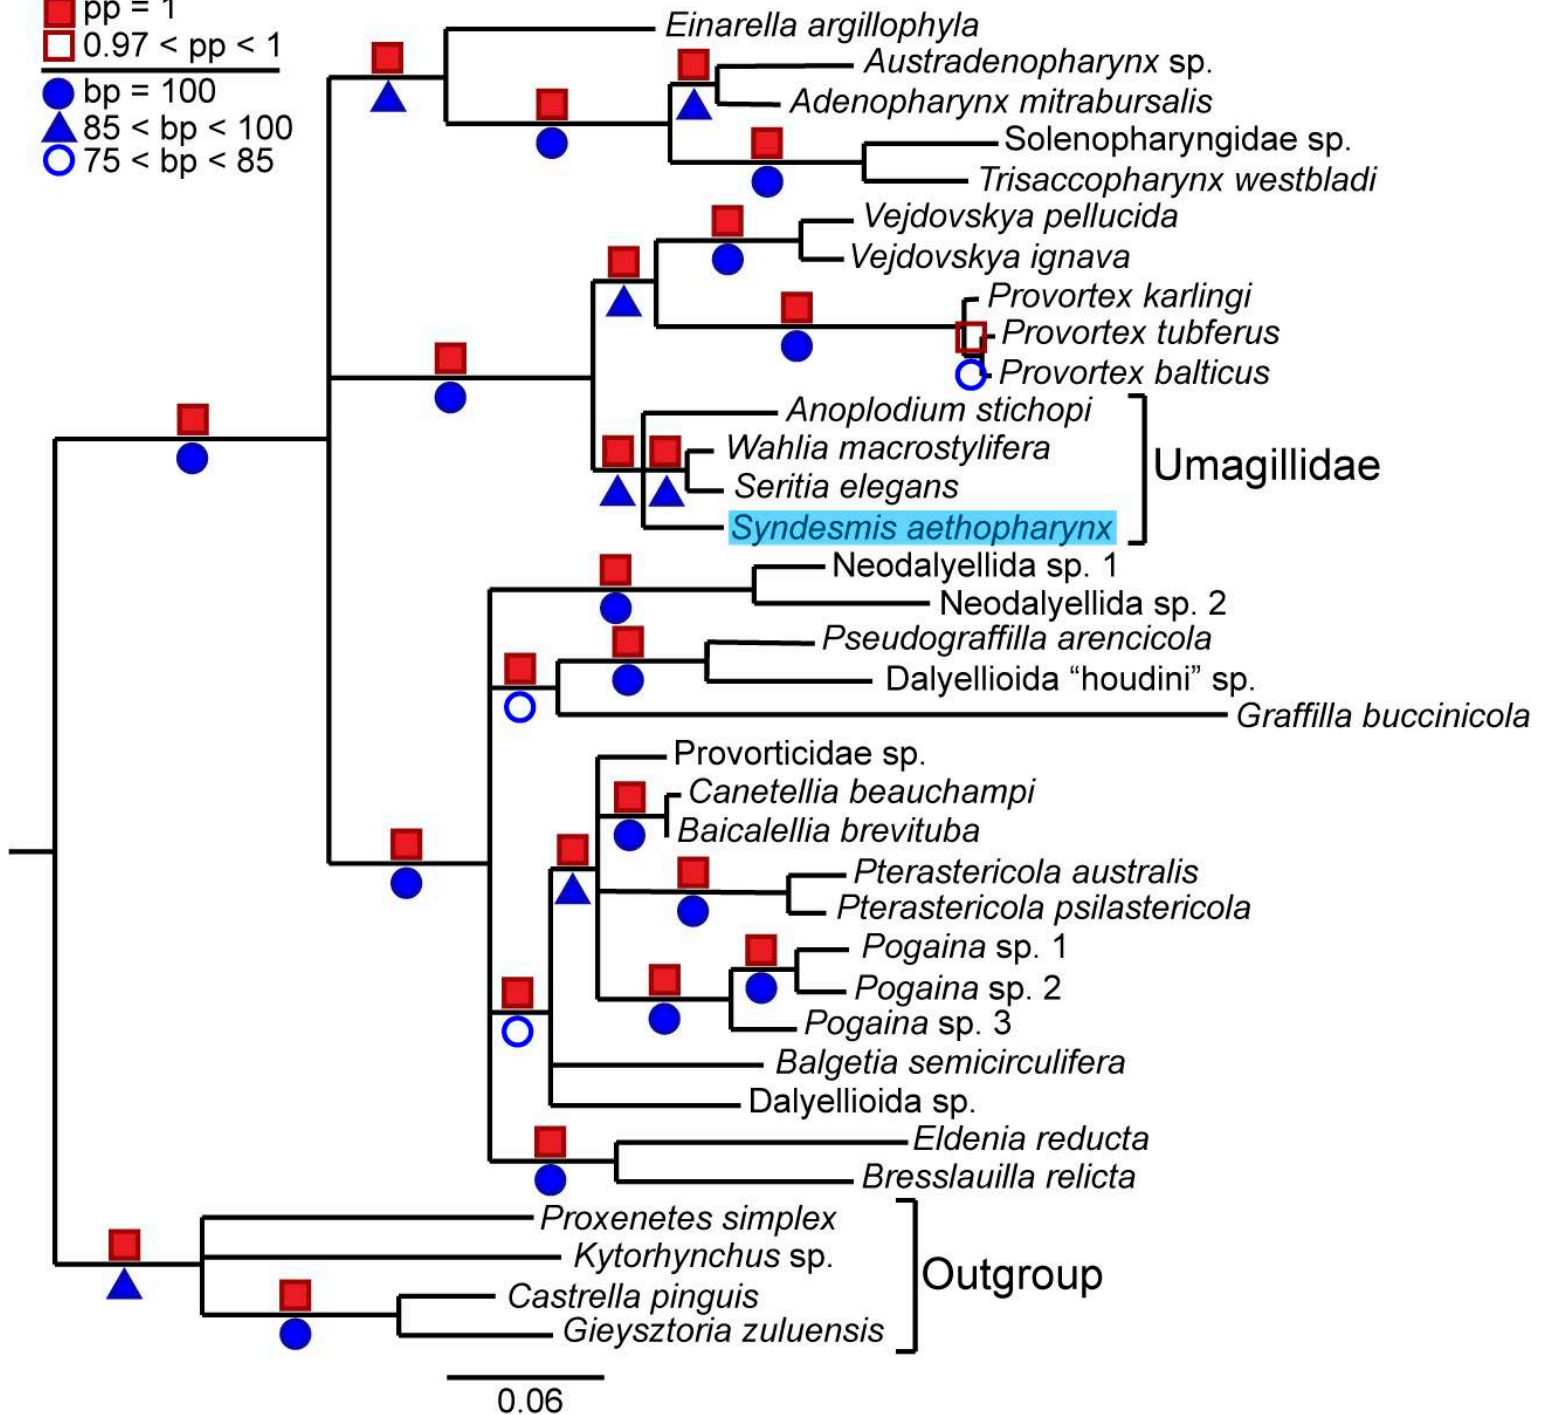 pp = 1
0.97 < pp < 1
bp = 100
85 < bp < 100
75 < bp < 85
Einarella argillophyla
Austradenopharynx sp.
Adenopharynx mitrabursalis
Solenopharyngidae sp.
Trisaccopharynx westbladi
Vejdovskya pellucida
Vejdovskya ignava
Provortex karlingi
Provortex tubferus
Provortex balticus
Anoplodium stichopi
Wahlia macrostylifera
Umagillidae
Seritia elegans
Syndesmis aethopharynx
Neodalyellida sp. 1
Neodalyellida sp. 2
Pseudograffilla arencicola
Dalyellioida “houdini” sp.
Graffilla buccinicola
Provorticidae sp.
Canetellia beauchampi
Baicalellia brevituba
Pterastericola australis
Pterastericola psilastericola
Pogaina sp. 1
Pogaina sp. 2
Pogaina sp. 3
Balgetia semicirculifera
Dalyellioida sp.
Eldenia reducta
Bresslauilla relicta
Proxenetes simplex
Kytorhynchus sp.
Outgroup
Castrella pinguis
Gieysztoria zuluensis
0.06